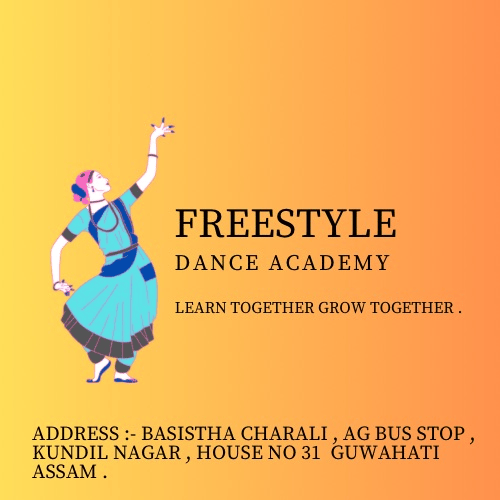 FREESTYLE
DANCE ACADEMY
LEARN TOGETHER GROW TOGETHER .
ADDRESS :- BASISTHA CHARALI , AG BUS STOP ,
KUNDIL NAGAR , HOUSE NO 31 GUWAHATI
ASSAM .